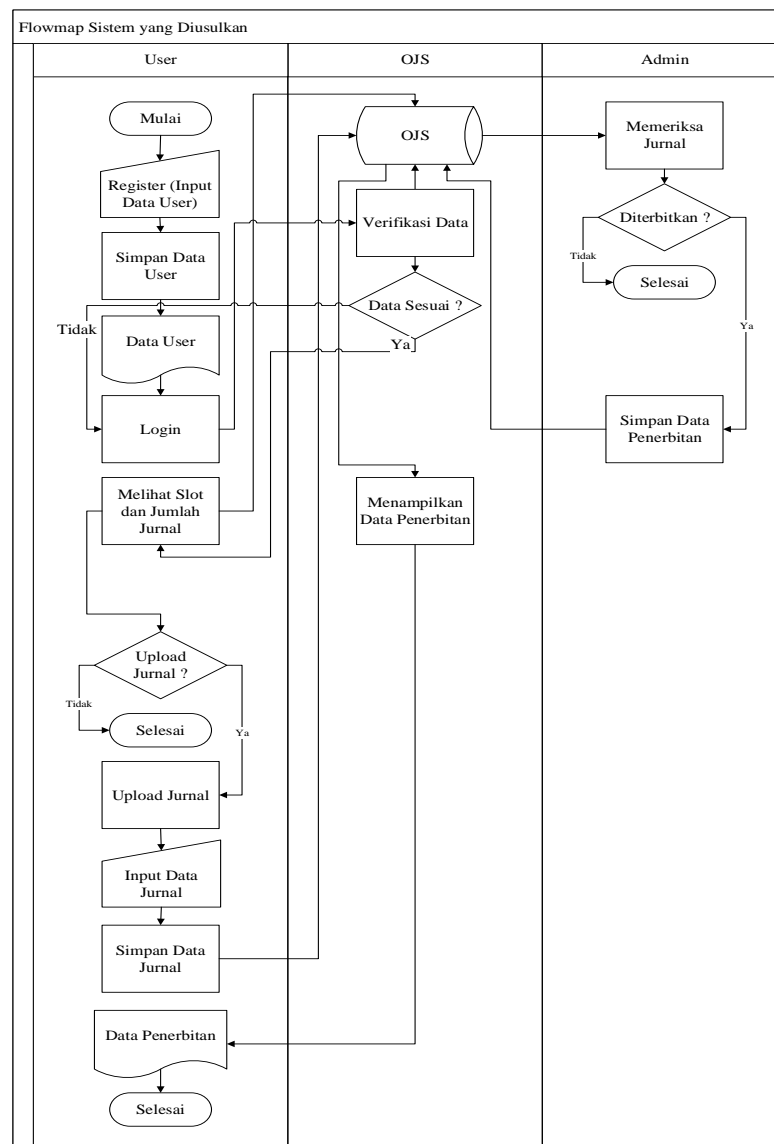 Flowmap Sistem yang Diusulkan
User
OJS
Admin
Mulai
Register (Input
Data User)
Simpan Data
User
Data User
Login
Tidak
Melihat Slot
dan Jumlah
Jurnal
Upload
Jurnal ?
Tidak
Ya
Selesai
Upload Jurnal
Input Data
Jurnal
Simpan Data
Jurnal
Data Penerbitan
Selesai
OJS
Verifikasi Data
Data Sesuai ?
Ya
Menampilkan
Data Penerbitan
Memeriksa
Jurnal
Diterbitkan ?
Tidak
Selesai
Ya
Simpan Data
Penerbitan